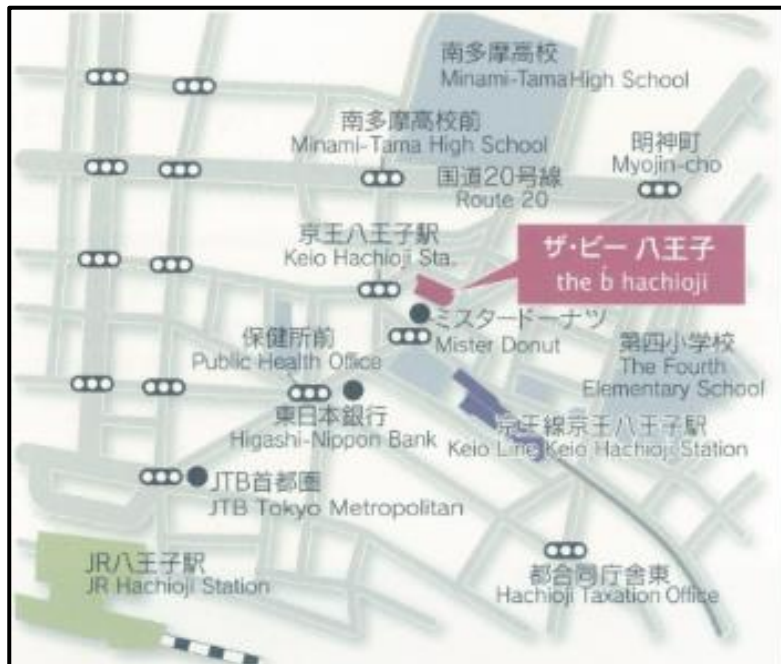 南多摩高校
Minami-Tama High School
南多摩高校前
Minami-Tama High School
明神町
Myojin-cho
国道20号線
Route 20
京王八王子駅
Keio Hachioji Sta.
ザ・ビー 八王子
the b hachioji
ミスタードーナツ
Mister Donut
保健所前
Public Health Office
第四小学校
The Fourth
Elementary School
東日本銀行
Higashi-Nippon Bank
京王線京王八王子駅
Keio Line Keio Hachioji Station
JTB首都圏
JTB Tokyo Metropolitan
JR八王子駅
JR Hachioji Station
都合同庁舎東
Hachioji Taxation Office